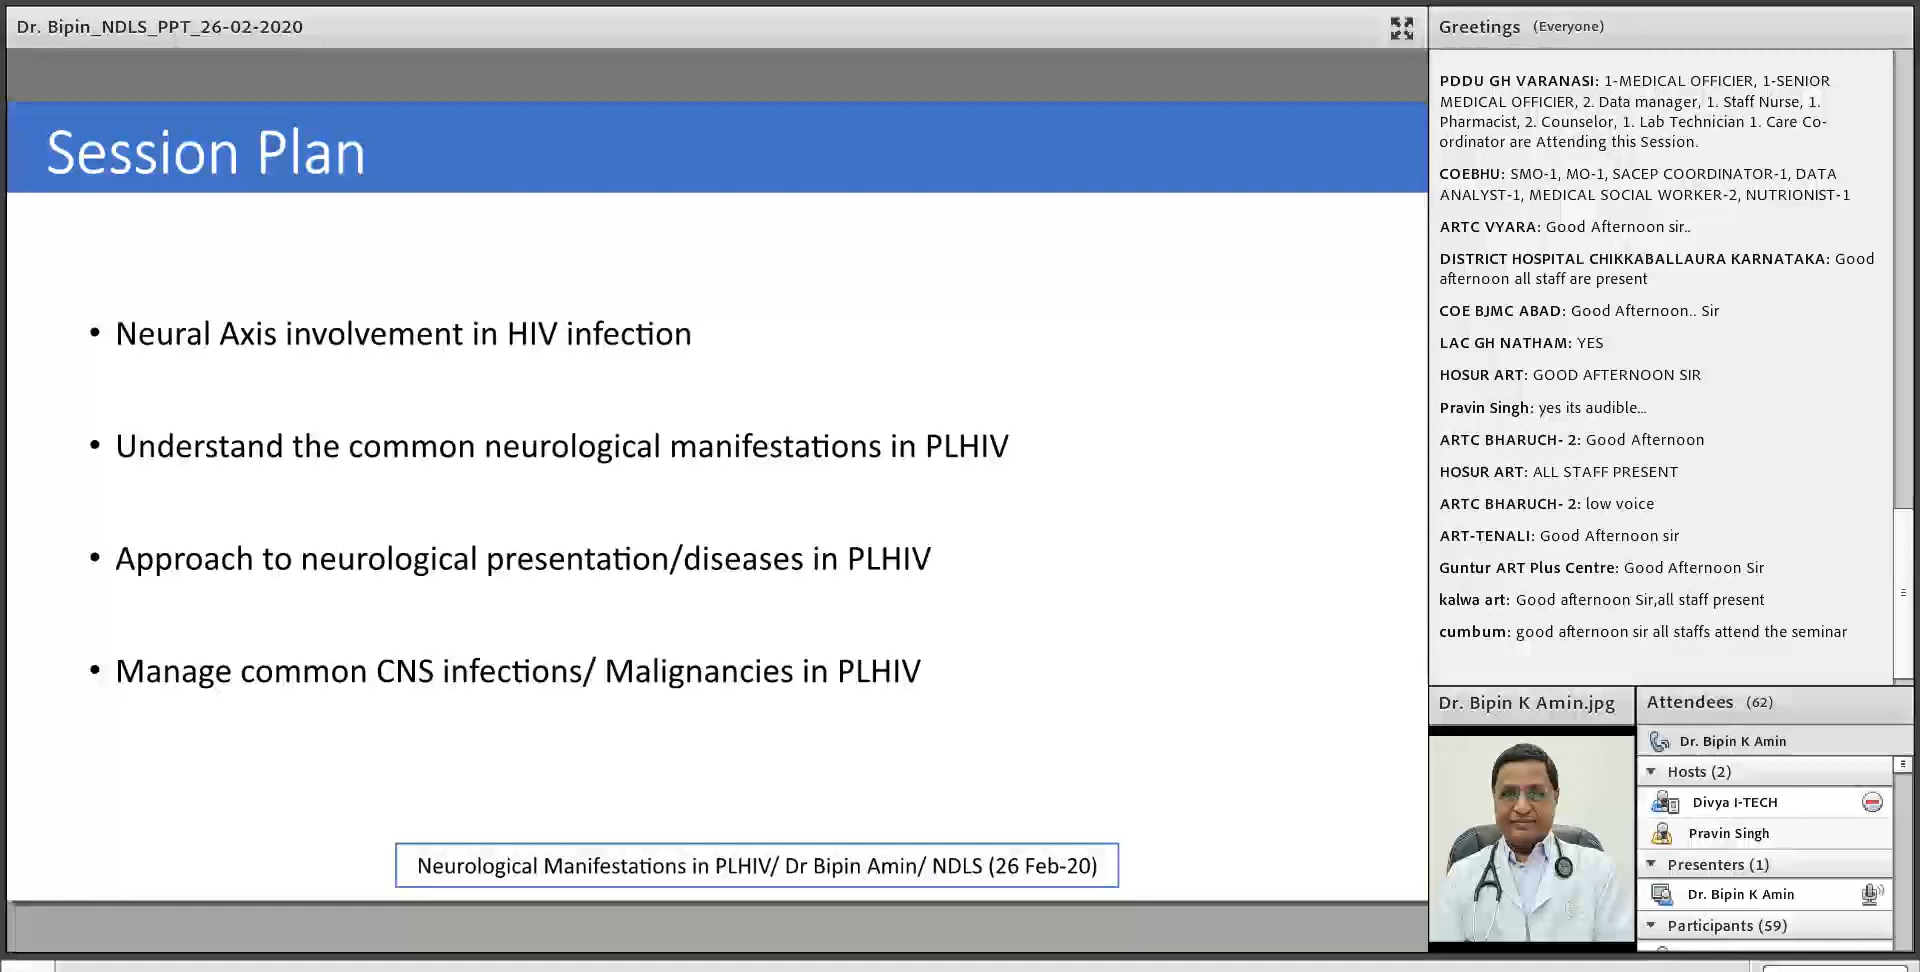 Dr. Bipin_NDLS_PPT_26-02-2020
Session Plan
• Neural Axis involvement in HIV infection
• Understand the common neurological manifestations in PLHIV
• Approach to neurological presentation/diseases in PLHIV
• Manage common CNS infections/ Malignancies in PLHIV
Neurological Manifestations in PLHIV/ Dr Bipin Amin/ NDLS (26 Feb-20)
Greetings (Everyone)
PDDU GH VARANASI: 1-MEDICAL OFFICIER, 1-SENIOR
MEDICAL OFFICIER, 2. Data manager, 1. Staff Nurse, 1.
Pharmacist, 2. Counselor, 1. Lab Technician 1. Care Co-
ordinator are Attending this Session.
COEBHU: SMO-1, MO-1, SACEP COORDINATOR-1, DATA
ANALYST-1, MEDICAL SOCIAL WORKER-2, NUTRIONIST-1
ARTC VYARA: Good Afternoon sir..
DISTRICT HOSPITAL CHIKKABALLAURA KARNATAKA: Good
afternoon all staff are present
COE BJMC ABAD: Good Afternoon.. Sir
LAC GH NATHAM: YES
HOSUR ART: GOOD AFTERNOON SIR
Pravin Singh: yes its audible...
ARTC BHARUCH- 2: Good Afternoon
HOSUR ART: ALL STAFF PRESENT
ARTC BHARUCH- 2: low voice
ART-TENALI: Good Afternoon sir
Guntur ART Plus Centre: Good Afternoon Sir
kalwa art: Good afternoon Sir,all staff present
cumbum: good afternoon sir all staffs attend the seminar
Dr. Bipin K Amin.jpg
Attendees (62)
Dr. Bipin K Amin
Hosts (2)
Divya I-TECH
Pravin Singh
Presenters (1)
Dr. Bipin K Amin
Participants (59)